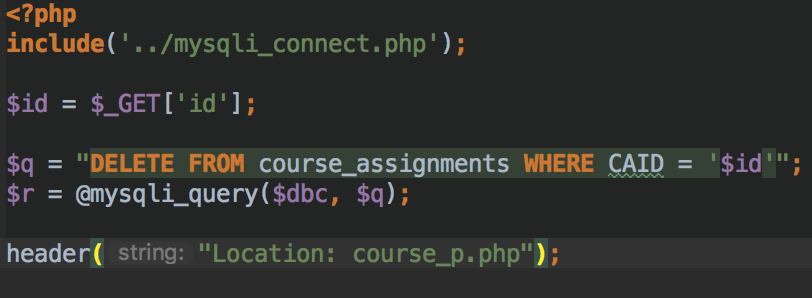 <?php
include('../mysqli_connect.php');
$id = $_GET['id'];
$q = "DELETE FROM course_assignments WHERE CAID = '$id'";
$r = @mysqli_query($dbc, $q);
header( string: "Location: course_p.php");